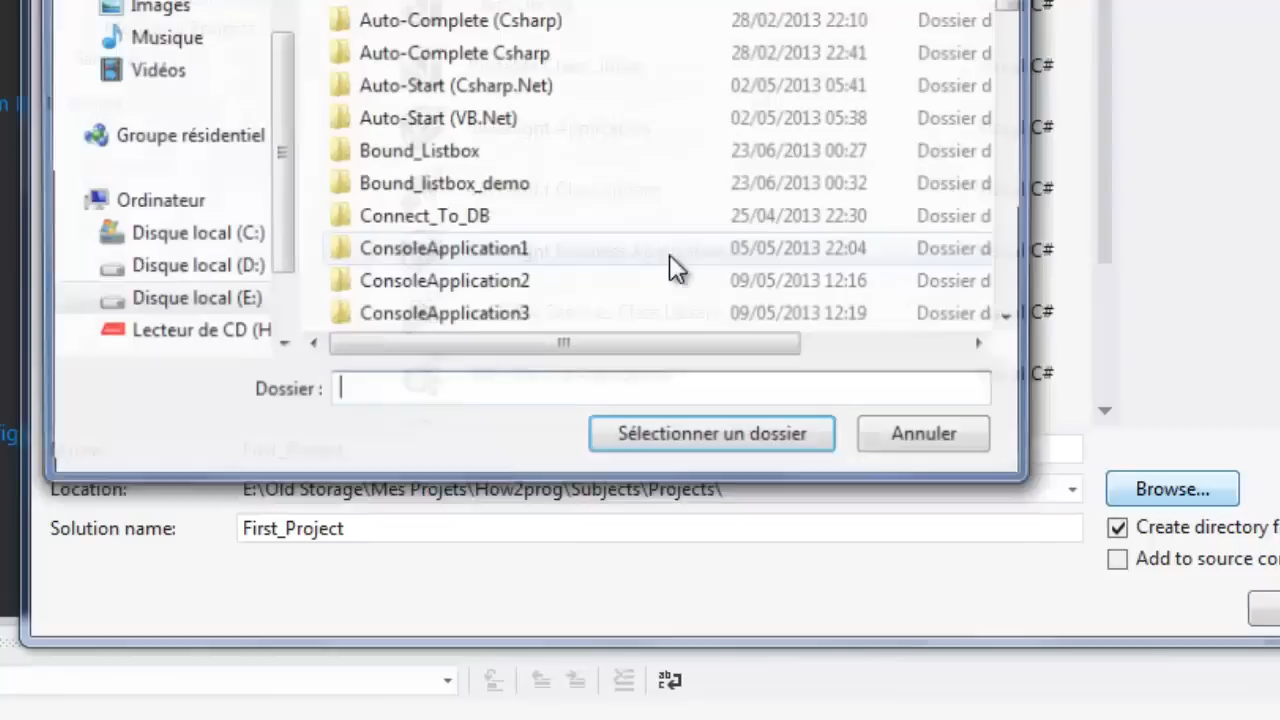 Images
Musique
Vidéos
Groupe résidentiel
Ordinateur
Disque local (C:)
Disque local (D:)
Disque local (E:)
Lecteur de CD (H
Auto-Complete (Csharp) 28/02/2013 22:10 Dossier d
Auto-Complete Csharp 28/02/2013 22:41 Dossier d
Auto-Start (Csharp.Net) 02/05/2013 05:41 Dossier d
Auto-Start (VB.Net) 02/05/2013 05:38 Dossier d
Bound_Listbox 23/06/2013 00:27 Dossier d
Bound_listbox_demo 23/06/2013 00:32 Dossier d
Connect_To_DB 25/04/2013 22:30 Dossier d
ConsoleApplication1 05/05/2013 22:04 Dossier d
ConsoleApplication2 09/05/2013 12:16 Dossier d
ConsoleApplication3 09/05/2013 12:19 Dossier d
C#
C#
C#
C#
C#
C#
C#
Dossier :
Sélectionner un dossier Annuler
First_Project
Location: E:\Old Storage\Mes Projets\How2prog\Subjects\Projects\ Browse...
Solution name: First_Project
Create directory f
Add to source co